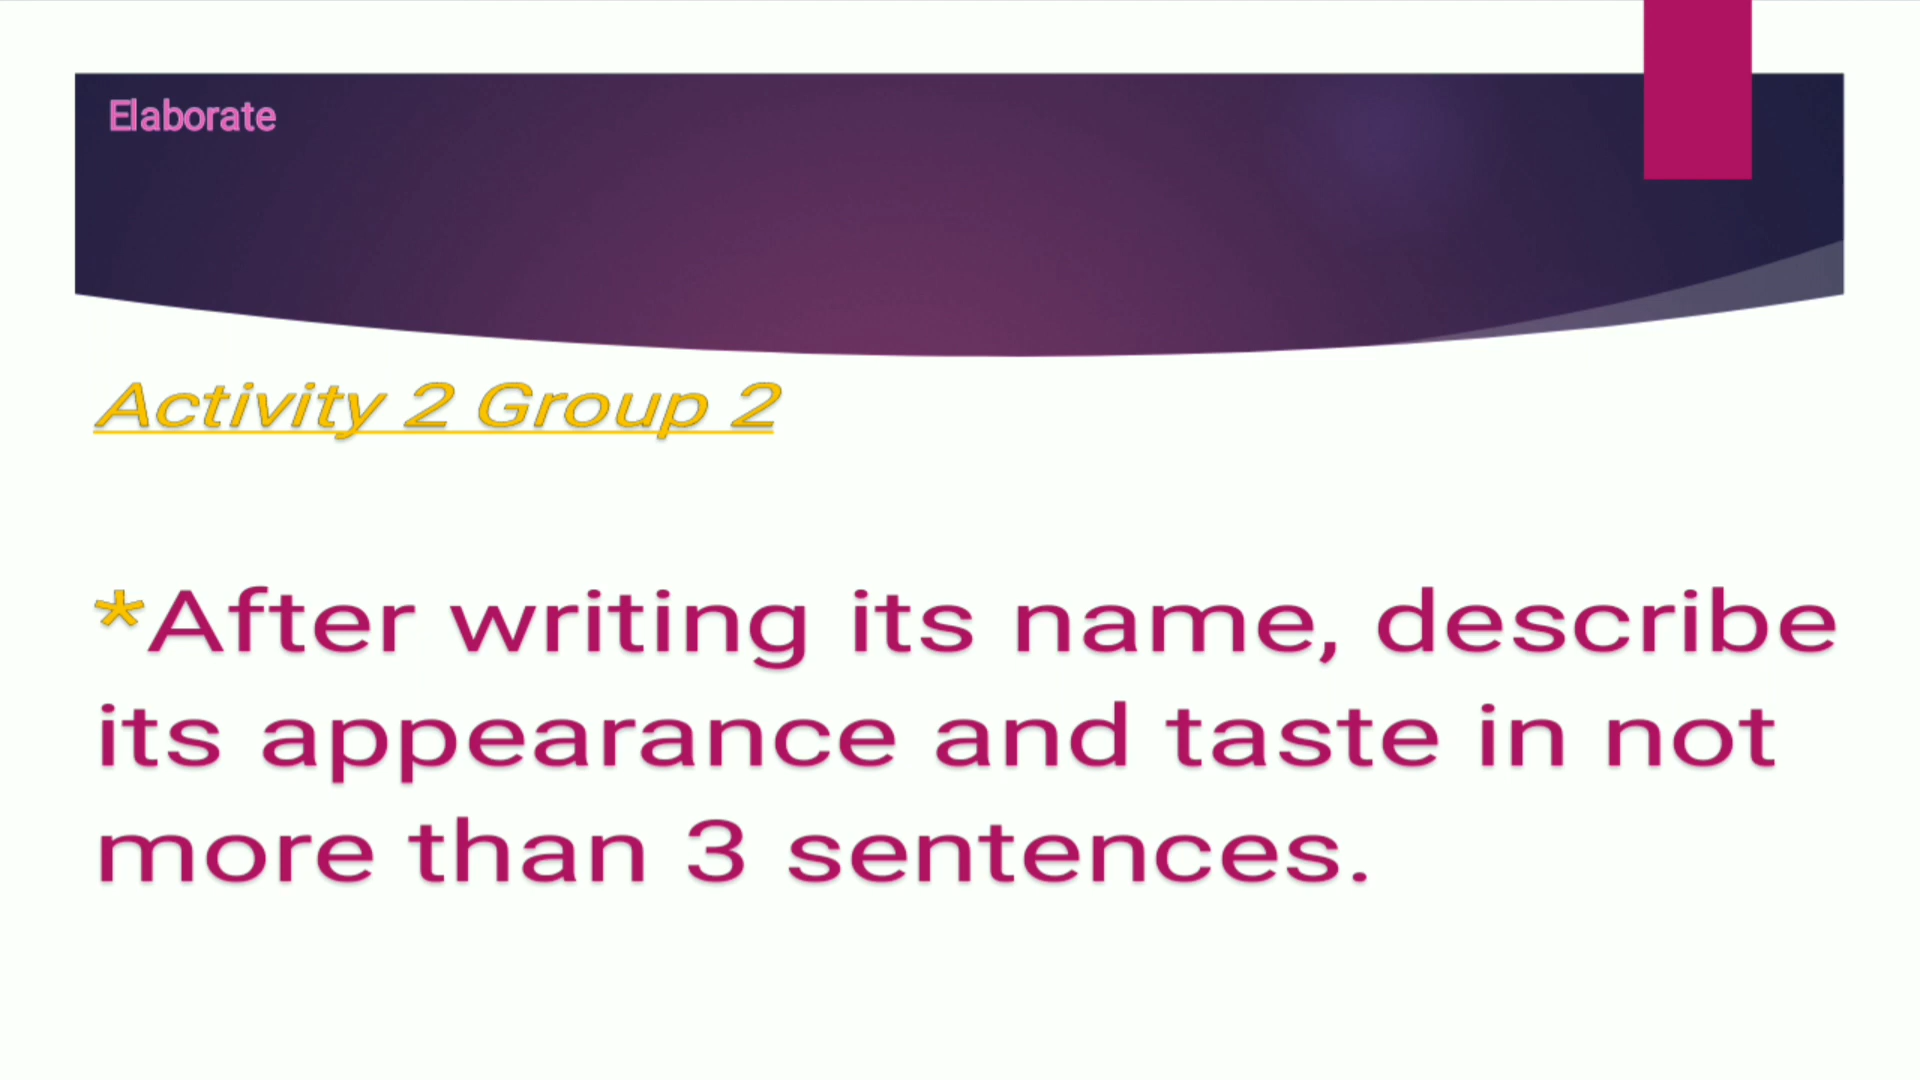 Elaborate
Activity 2 Group 2
*After writing its name, describe
its appearance and taste in not
more than 3 sentences.